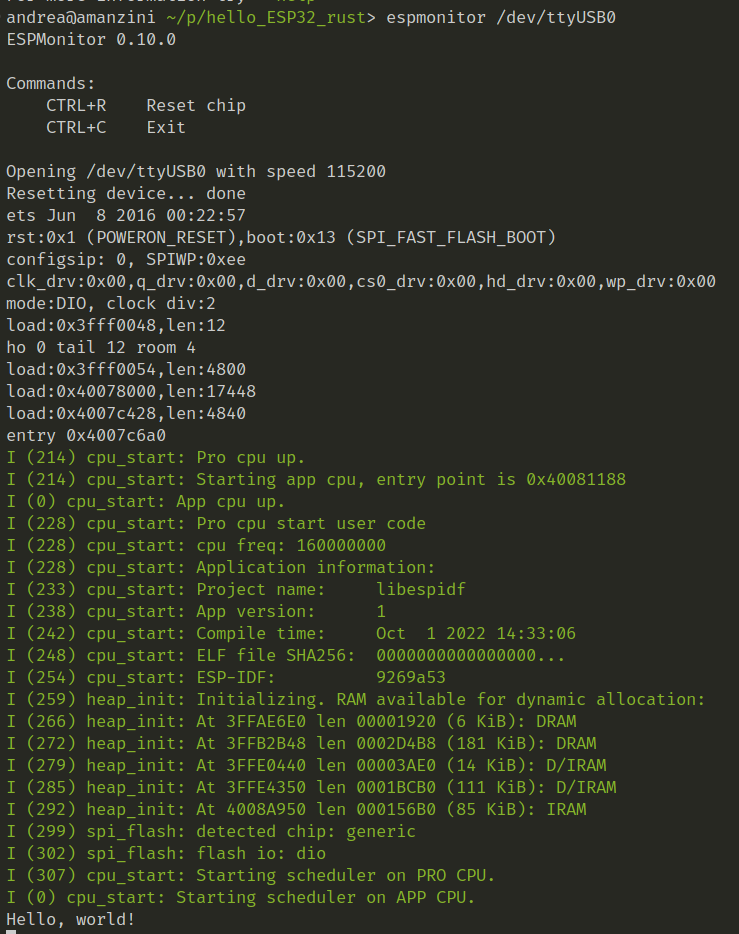 andrea@amanzini ~/p/hello_ESP32_rust> espmonitor /dev/ttyUSB0
ESPMonitor 0.10.0
Commands:
    CTRL+R    Reset chip
    CTRL+C    Exit
Opening /dev/ttyUSB0 with speed 115200
Resetting device... done
ets Jun  8 2016 00:22:57
rst:0x1 (POWERON_RESET),boot:0x13 (SPI_FAST_FLASH_BOOT)
configsip: 0, SPIWP:0xee
clk_drv:0x00,q_drv:0x00,d_drv:0x00,cs0_drv:0x00,hd_drv:0x00,wp_drv:0x00
mode:DIO, clock div:2
load:0x3fff0048,len:12
ho 0 tail 12 room 4
load:0x3fff0054,len:4800
load:0x40078000,len:17448
load:0x4007c428,len:4840
entry 0x4007c6a0
I (214) cpu_start: Pro cpu up.
I (214) cpu_start: Starting app cpu, entry point is 0x40081188
I (0) cpu_start: App cpu up.
I (228) cpu_start: Pro cpu start user code
I (228) cpu_start: cpu freq: 160000000
I (228) cpu_start: Application information:
I (233) cpu_start: Project name:     libespidf
I (238) cpu_start: App version:      1
I (242) cpu_start: Compile time:     Oct  1 2022 14:33:06
I (248) cpu_start: ELF file SHA256:  0000000000000000...
I (254) cpu_start: ESP-IDF:          9269a53
I (259) heap_init: Initializing. RAM available for dynamic allocation:
I (266) heap_init: At 3FFAE6E0 len 00001920 (6 KiB): DRAM
I (272) heap_init: At 3FFB2B48 len 0002D4B8 (181 KiB): DRAM
I (279) heap_init: At 3FFE0440 len 00003AE0 (14 KiB): D/IRAM
I (285) heap_init: At 3FFE4350 len 0001BCB0 (111 KiB): D/IRAM
I (292) heap_init: At 4008A950 len 000156B0 (85 KiB): IRAM
I (299) spi_flash: detected chip: generic
I (302) spi_flash: flash io: dio
I (307) cpu_start: Starting scheduler on PRO CPU.
I (0) cpu_start: Starting scheduler on APP CPU.
Hello, world!